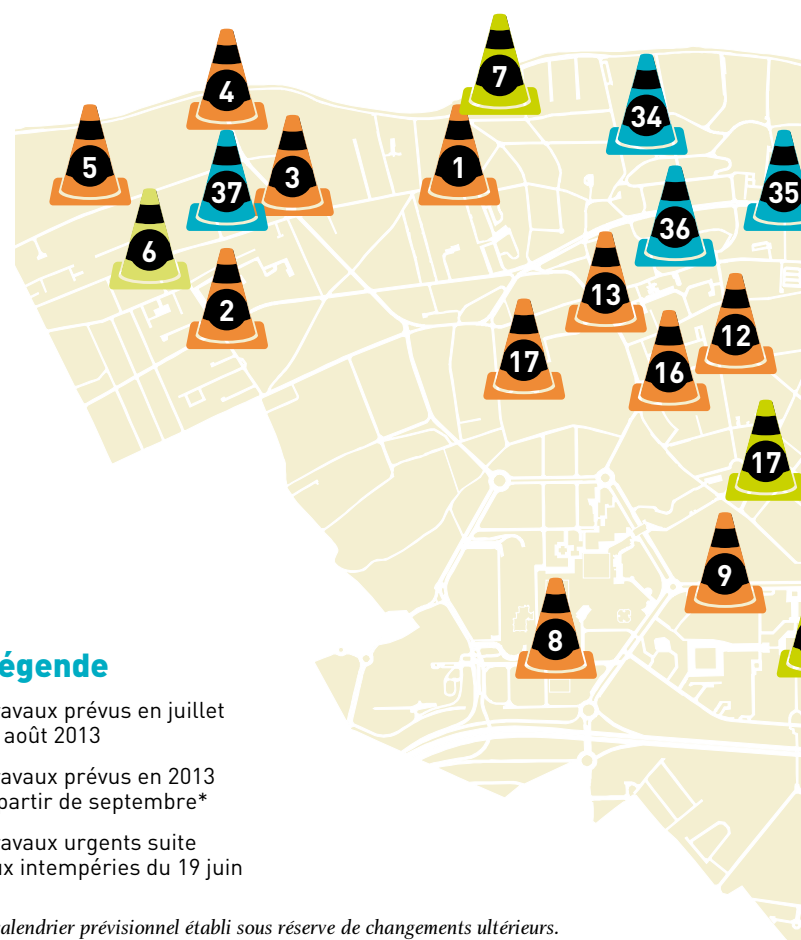 7
4
34
5
37
3
1
35
6
36
2
13
12
17
16
17
9
8
égende
avaux prévus en juillet
août 2013
avaux prévus en 2013
partir de septembre*
avaux urgents suite
ux intempéries du 19 juin
alendrier prévisionnel établi sous réserve de changements ultérieurs.